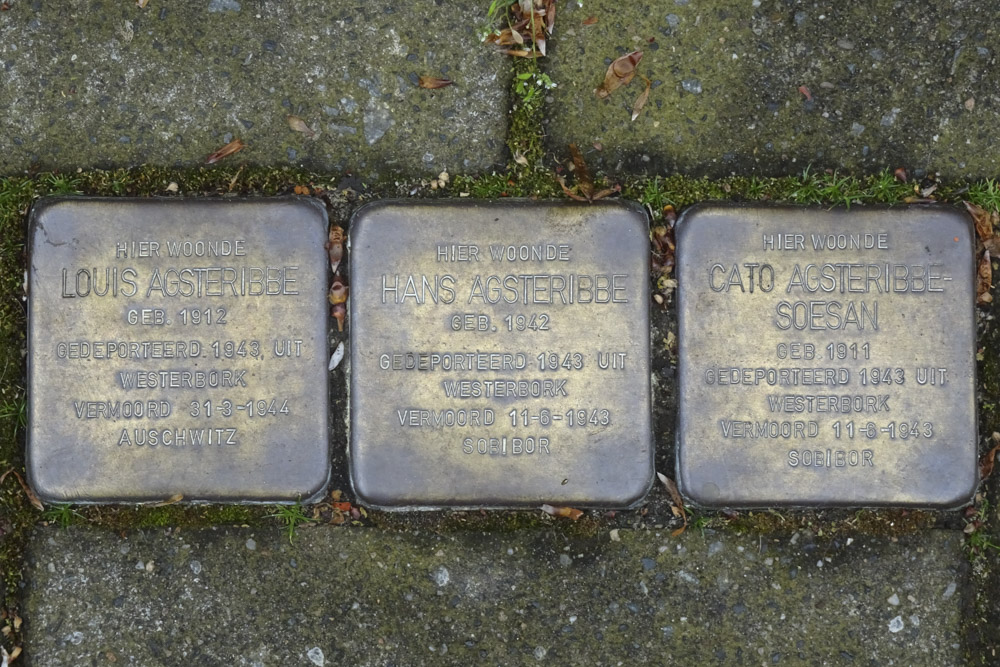 HIER WOONDE
LOUIS AGSTERIBBE
GEB. 1912
GEDEPORTEERD 1943 UIT
WESTERBORK
VERMOORD 31-3-1944
AUSCHWITZ
HIER WOONDE
HANS AGSTERIBBE
GEB. 1942
GEDEPORTEERD 1943 UIT
WESTERBORK
VERMOORD 11-6-1943
SOBIBOR
HIER WOONDE
CATO AGSTERIBBE-
SOESAN
GEB. 1911
GEDEPORTEERD 1943 UIT
WESTERBORK
VERMOORD 11-6-1943
SOBIBOR